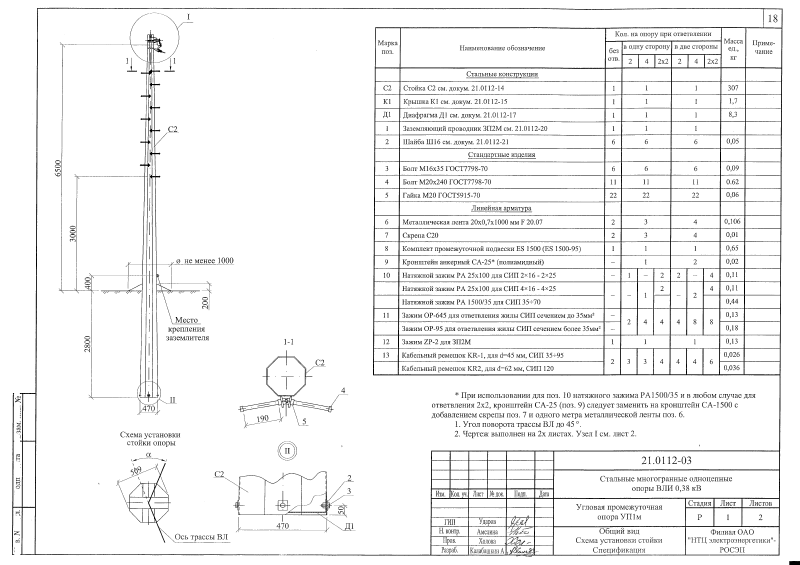 18
I
1
1
C2
6500
3000
ø не менее 1000
400
200
2800
Место
крепления
заземлителя
II
470
Схема установки
стойки опоры
α
509
Ось трассы ВЛ
1-1
C2
4
190
5
II
C2
2
3
50
470
Д1
Марка поз.
Наименование обозначение
Кол. на опору при ответвлении
без отв.
в одну сторону
в две стороны
2 4 2x2 2 4 2x2
Масса ед., кг
Приме-
чание
Стальные конструкции
С2 Стойка С2 см. докум. 21.0112-14 1 1 1 307
К1 Крышка К1 см. докум. 21.0112-15 1 1 1 1,7
Д1 Диафрагма Д1 см. докум. 21.0112-17 1 1 1 8,3
1 Заземляющий проводник ЗП2М см. 21.0112-20 1 1 1
2 Шайба Ш16 см. докум. 21.0112-21 6 6 6 0,05
Стандартные изделия
3 Болт М16х35 ГОСТ7798-70 6 6 6 0,09
4 Болт М20х240 ГОСТ7798-70 11 11 11 0.62
5 Гайка М20 ГОСТ5915-70 22 22 22 0,06
Линейная арматура
6 Металлическая лента 20х0,7х1000 мм F 20.07 2 3 4 0,106
7 Скрепа С20 2 3 4 0,01
8 Комплект промежуточной подвески ES 1500 (ES 1500-95) 1 1 1 0,65
9 Кронштейн анкерный СА-25* (полиамидный) – 1 2 0,02
10 Натяжной зажим РА 25х100 для СИП 2×16 - 2×25 – 1 – 2 2 – 4 0,11
Натяжной зажим РА 25х100 для СИП 4×16 - 4×25 – – 1 2 – 2 4 0,11
Натяжной зажим РА 1500/35 для СИП 35÷70 0,44
11 Зажим ОР-645 для ответвления жилы СИП сечением до 35мм² – 2 4 4 4 8 8 0,13
Зажим ОР-95 для ответвления жилы СИП сечением более 35мм² – 0,18
12 Зажим ZP-2 для ЗП2М 1 1 1 0,13
13 Кабельный ремешок KR-1, для d=45 мм, СИП 35÷95 2 3 3 4 4 4 6 0,026
Кабельный ремешок KR2, для d=62 мм, СИП 120 0,036
* При использовании для поз. 10 натяжного зажима РА1500/35 и в любом случае для
ответвления 2х2, кронштейн СА-25 (поз. 9) следует заменить на кронштейн СА-1500 с
добавлением скрепы поз. 7 и одного метра металлической ленты поз. 6.
1. Угол поворота трассы ВЛ до 45°.
2. Чертеж выполнен на 2х листах. Узел I см. лист 2.
21.0112-03
Стальные многогранные одноцепные
опоры ВЛИ 0,38 кВ
Изм. Кол. уч. Лист № док. Подп. Дата
ГИП Ударов
Н. контр. Амелина
Пров. Холова
Разраб. Калабашкин А.
Угловая промежуточная
опора УП1м
Стадия Лист Листов
Р 1 2
Общий вид
Схема установки стойки
Спецификация
Филиал ОАО
"НТЦ электроэнергетики"-
РОСЭП